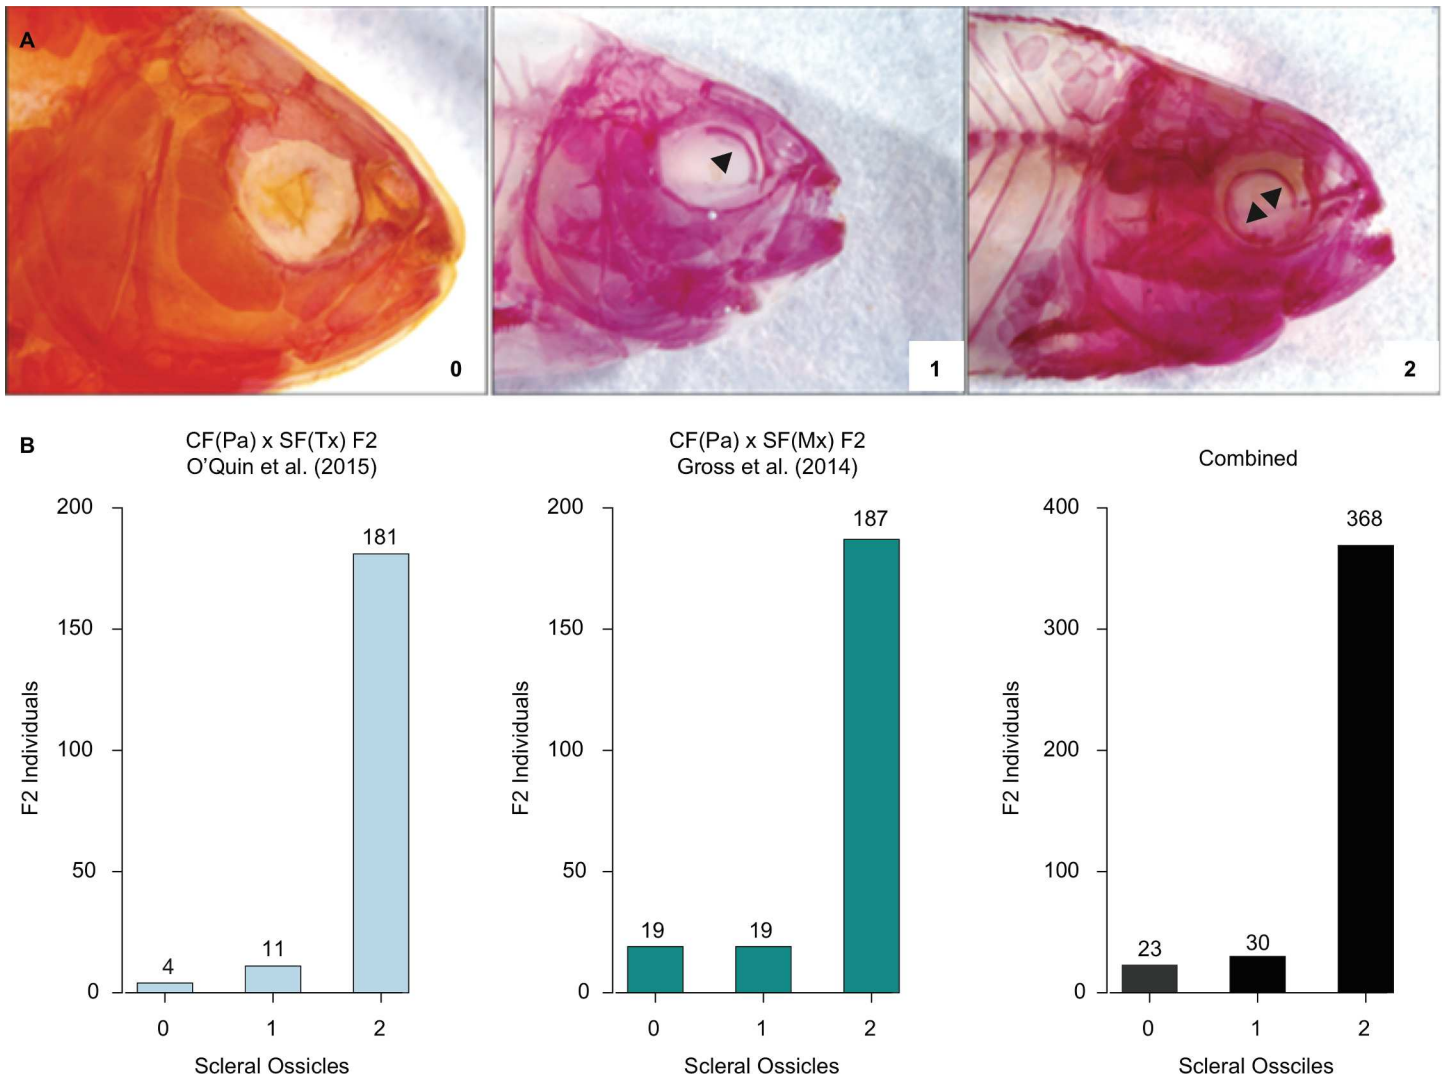 A
0
1
2
B
CF(Pa) x SF(Tx) F2
O'Quin et al. (2015)
CF(Pa) x SF(Mx) F2
Gross et al. (2014)
Combined
200
150
100
50
0
F2 Individuals
4
11
181
0
1
2
Scleral Ossicles
200
150
100
50
0
F2 Individuals
19
19
187
0
1
2
Scleral Ossicles
400
300
200
100
0
F2 Individuals
23
30
368
0
1
2
Scleral Ossciles